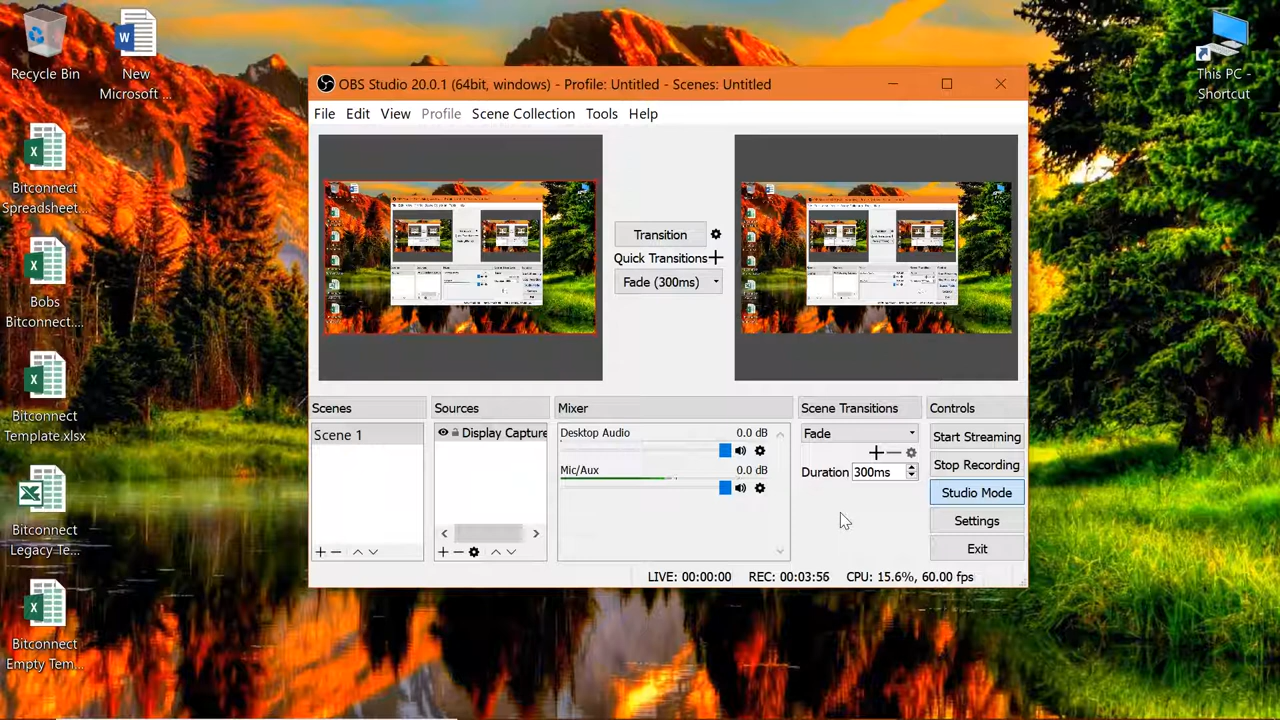 Recycle Bin
New
Microsoft ...
Bitconnect
Spreadsheet...
Bobs
Bitconnect....
Bitconnect
Template.xlsx
Bitconnect
Legacy Te...
Bitconnect
Empty Tem...
This PC -
Shortcut
OBS Studio 20.0.1 (64bit, windows) - Profile: Untitled - Scenes: Untitled
File Edit View Profile Scene Collection Tools Help
Transition
Quick Transitions
Fade (300ms)
Scenes
Scene 1
Sources
Display Capture
Mixer
Desktop Audio 0.0 dB
Mic/Aux 0.0 dB
Scene Transitions
Fade
Duration 300ms
Controls
Start Streaming
Stop Recording
Studio Mode
Settings
Exit
LIVE: 00:00:00 REC: 00:03:56 CPU: 15.6%, 60.00 fps